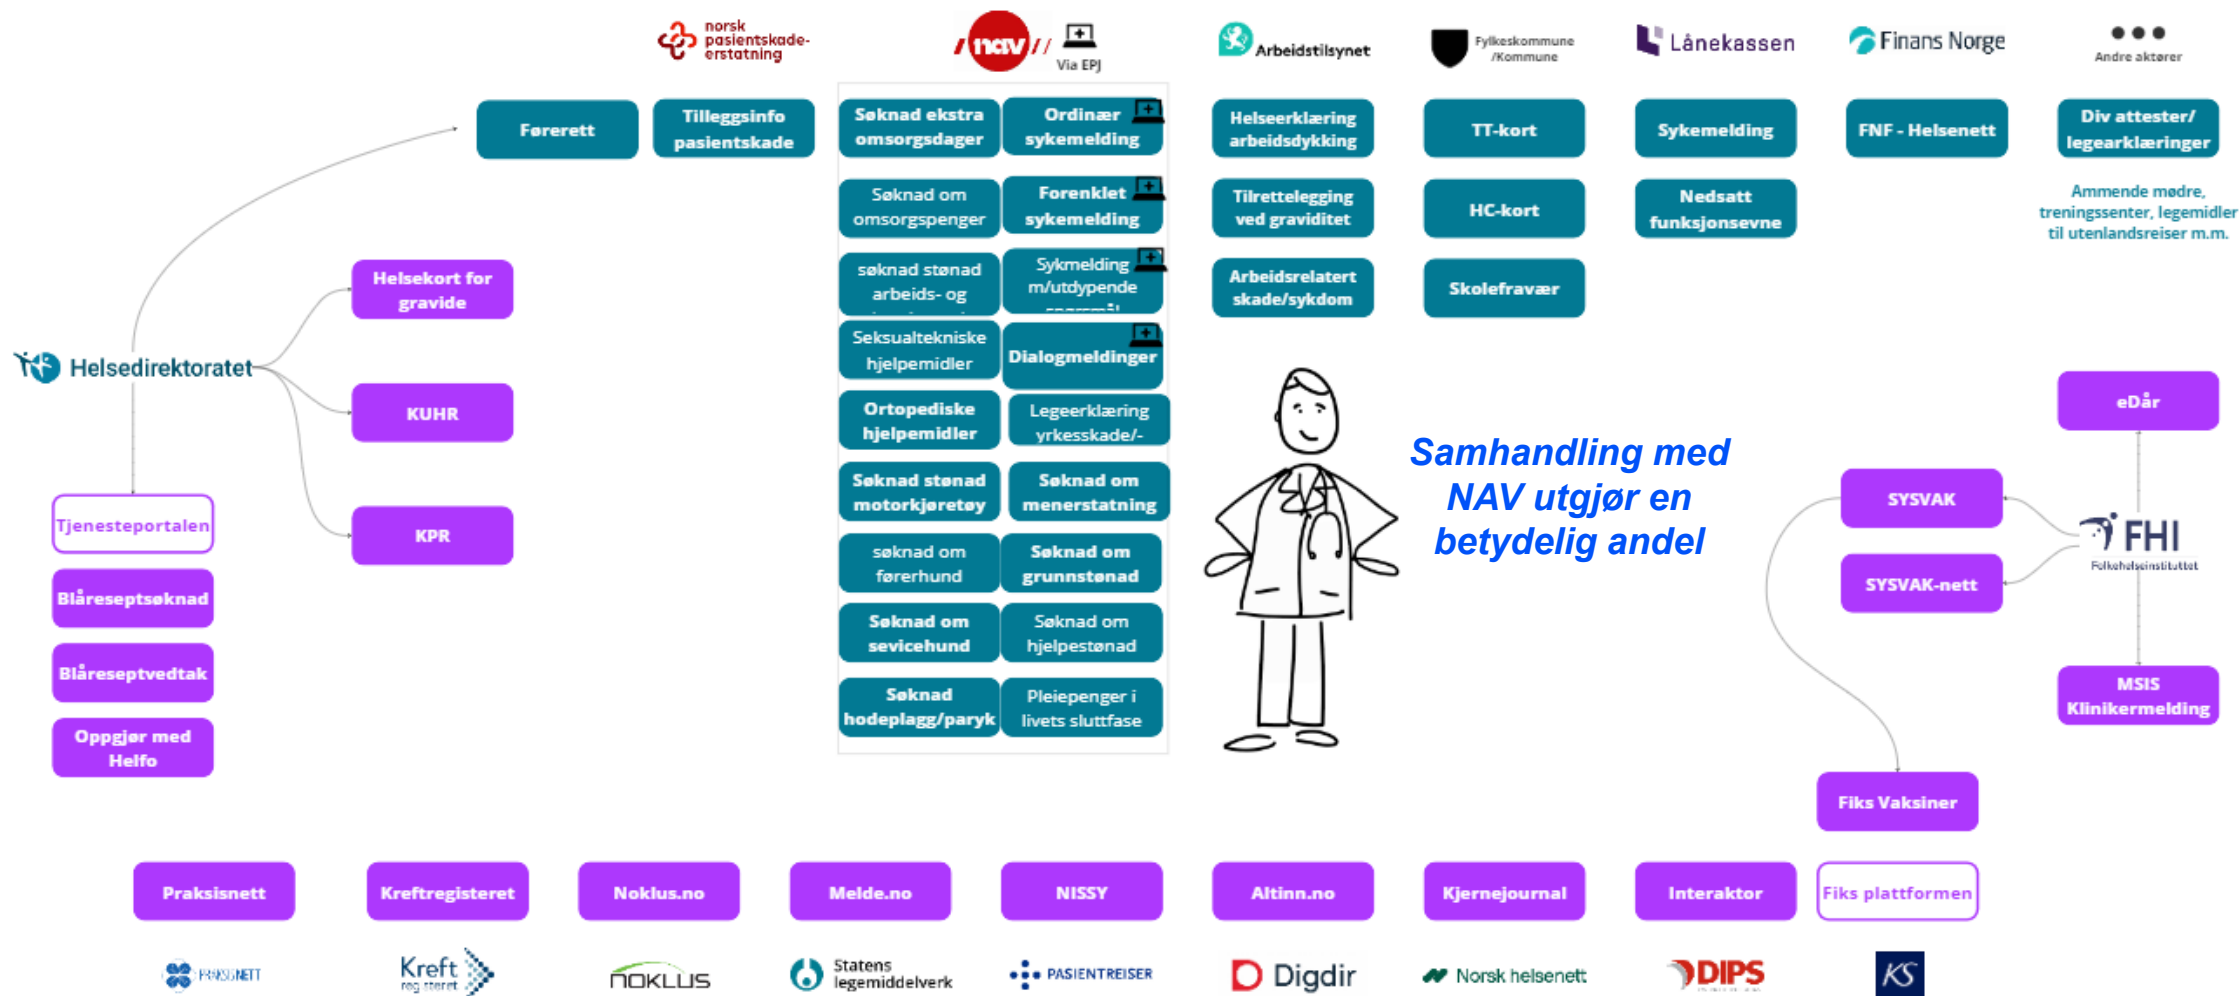 norsk
pasientskade-
erstatning
nav
Via EPJ
Arbeidstilsynet
Fylkeskommune
/Kommune
Lånekassen
Finans Norge
Andre aktører
Førerett
Tilleggsinfo
pasientskade
Søknad ekstra
omsorgsdager
Ordinær
sykemelding
Helseerklæring
arbeidsdykking
TT-kort
Sykemelding
FNF - Helsenett
Div attester/
legearklæringer
Søknad om
omsorgspenger
Forenklet
sykemelding
Tilrettelegging
ved graviditet
HC-kort
Nedsatt
funksjonsevne
Ammende mødre,
treningssenter, legemidler
til utenlandsreiser m.m.
Helsekort for
gravide
søknad stønad
arbeids- og
Sykmelding
m/utdypende
Arbeidsrelatert
skade/sykdom
Skolefravær
Helsedirektoratet
Seksualtekniske
hjelpemidler
Dialogmeldinger
KUHR
Ortopediske
hjelpemidler
Legeerklæring
yrkesskade/-
Samhandling med
NAV utgjør en
betydelig andel
eDår
Tjenesteportalen
KPR
Søknad stønad
motorkjøretøy
Søknad om
menerstatning
SYSVAK
FHI
Folkehelseinstituttet
Blåreseptsøknad
søknad om
førerhund
Søknad om
grunnstønad
SYSVAK-nett
Blåreseptvedtak
Søknad om
sevicehund
Søknad om
hjelpestønad
MSIS
Klinikermelding
Oppgjør med
Helfo
Søknad
hodeplagg/paryk
Pleiepenger i
livets sluttfase
Fiks Vaksiner
Praksisnett
Kreftregisteret
Noklus.no
Melde.no
NISSY
Altinn.no
Kjernejournal
Interaktor
Fiks plattformen
PRAKSISNETT
Kreft
registeret
NOKLUS
Statens
legemiddelverk
PASIENTREISER
Digdir
Norsk helsenett
DIPS
KS